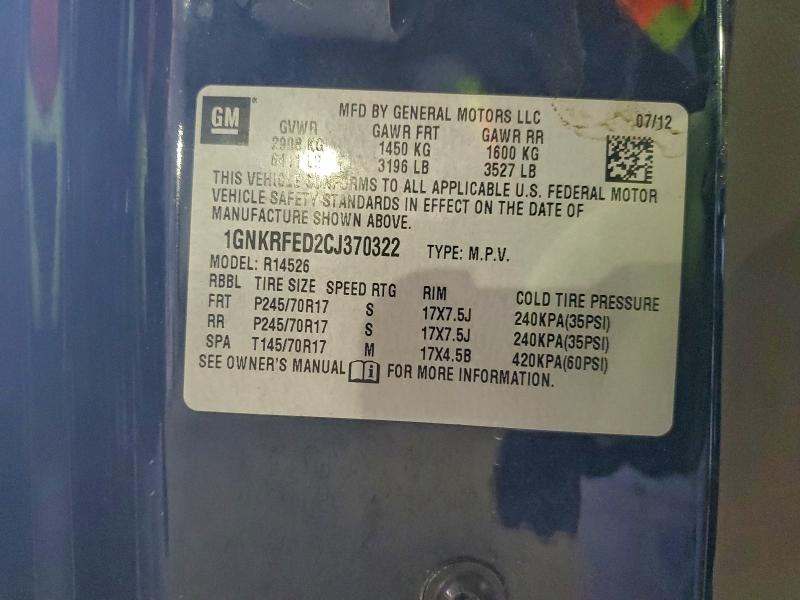 GM
MFD BY GENERAL MOTORS LLC 07/12
GVWR GAWR FRT GAWR RR
2908 KG 1450 KG 1600 KG
6411 LB 3196 LB 3527 LB
THIS VEHICLE CONFORMS TO ALL APPLICABLE U.S. FEDERAL MOTOR
VEHICLE SAFETY STANDARDS IN EFFECT ON THE DATE OF
MANUFACTURE SHOWN ABOVE.
1GNKRFED2CJ370322 TYPE: M.P.V.
MODEL: R14526
RBBL TIRE SIZE SPEED RTG RIM COLD TIRE PRESSURE
FRT P245/70R17 S 17X7.5J 240KPA(35PSI)
RR P245/70R17 S 17X7.5J 240KPA(35PSI)
SPA T145/70R17 M 17X4.5B 420KPA(60PSI)
SEE OWNER'S MANUAL FOR MORE INFORMATION.